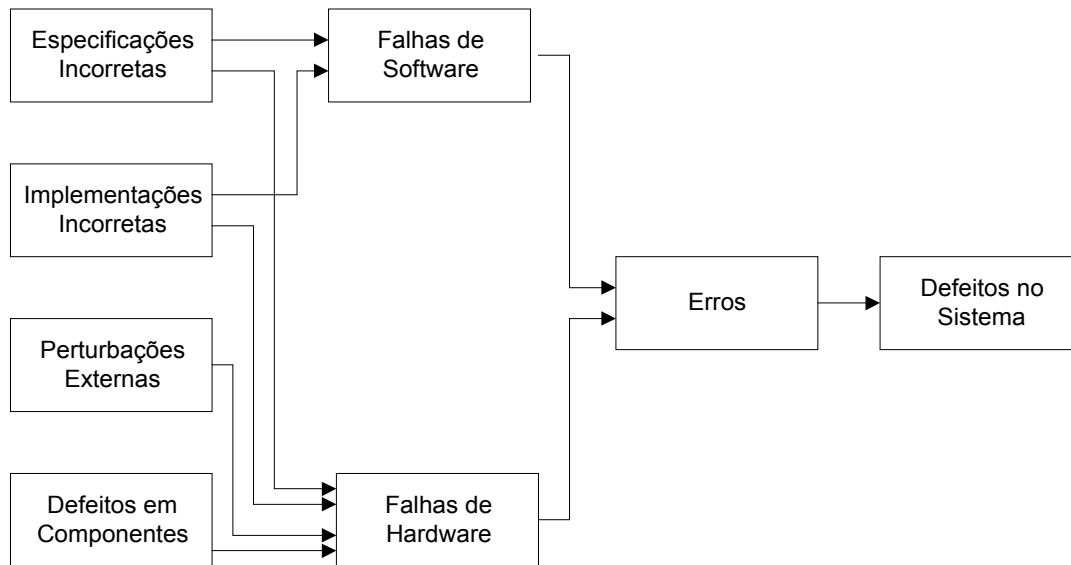 Especificações
Incorretas
Falhas de
Software
Implementações
Incorretas
Erros
Defeitos no
Sistema
Perturbações
Externas
Defeitos em
Componentes
Falhas de
Hardware